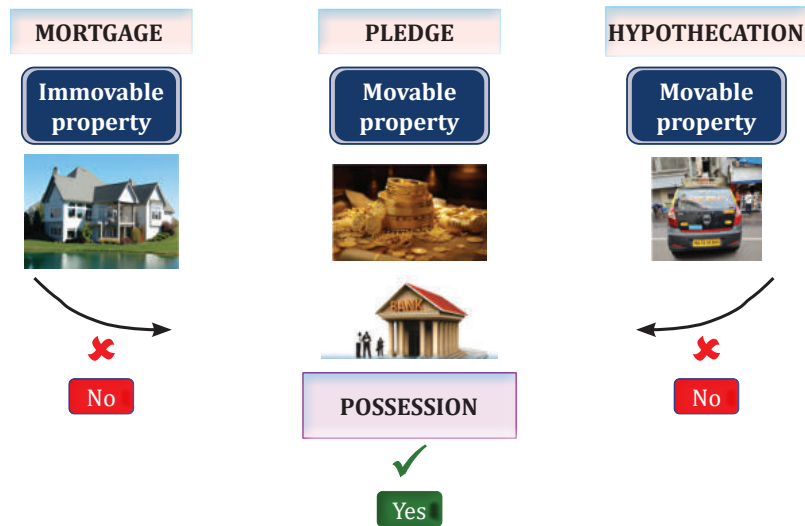 MORTGAGE
PLEDGE
HYPOTHECATION
Immovable
property
Movable
property
Movable
property
BANK
No
No
POSSESSION
Yes